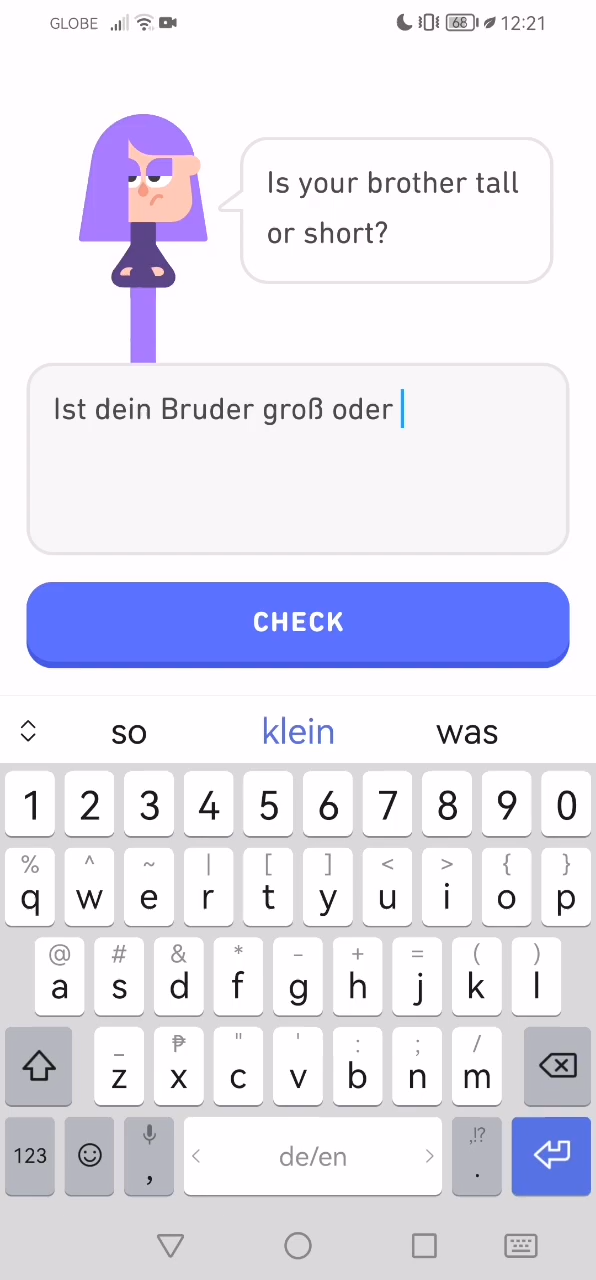 GLOBE 68 12:21
Is your brother tall
or short?
Ist dein Bruder groß oder
CHECK
so klein was
1 2 3 4 5 6 7 8 9 0
% ^ ~ | [ ] < > { }
q w e r t y u i o p
@ # & * - + = ( )
a s d f g h j k l
_ ₱ " ' : ; /
z x c v b n m
123 , < de/en > ,!? .